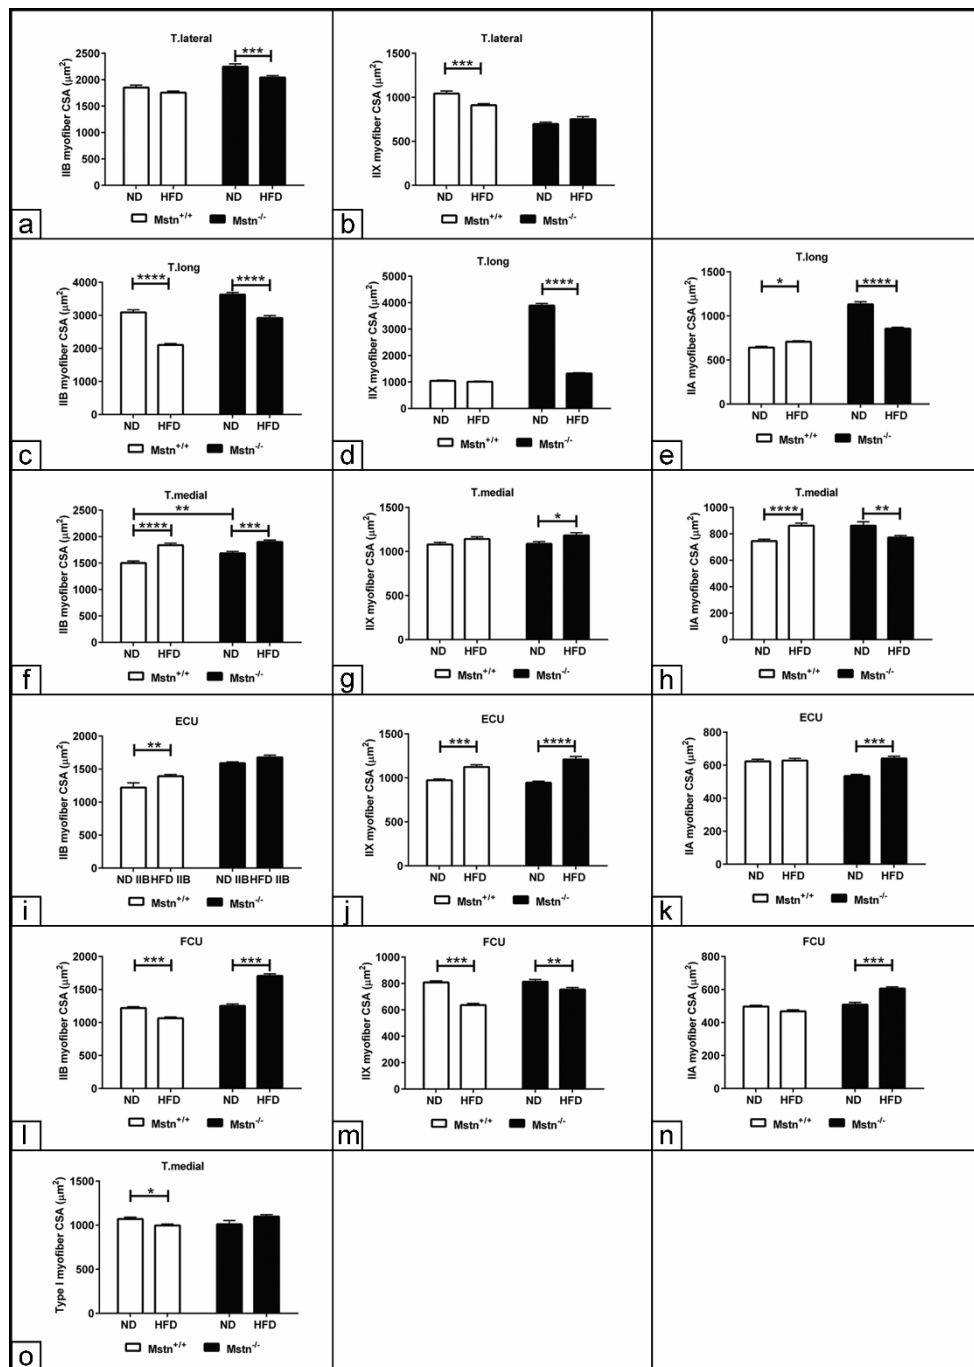 T.lateral
***
IIB myofiber CSA (μm²)
2500
2000
1500
1000
500
0
ND HFD ND HFD
Mstn+/+ Mstn-/-
a
T.lateral
***
IIX myofiber CSA (μm²)
1500
1000
500
0
ND HFD ND HFD
Mstn+/+ Mstn-/-
b
T.long
**** ****
IIB myofiber CSA (μm²)
4000
3000
2000
1000
0
ND HFD ND HFD
Mstn+/+ Mstn-/-
c
T.long
****
IIX myofiber CSA (μm²)
5000
4000
3000
2000
1000
0
ND HFD ND HFD
Mstn+/+ Mstn-/-
d
T.long
* ****
IIA myofiber CSA (μm²)
1500
1000
500
0
ND HFD ND HFD
Mstn+/+ Mstn-/-
e
T.medial
**
**** ***
IIB myofiber CSA (μm²)
2500
2000
1500
1000
500
0
ND HFD ND HFD
Mstn+/+ Mstn-/-
f
T.medial
*
IIX myofiber CSA (μm²)
1500
1000
500
0
ND HFD ND HFD
Mstn+/+ Mstn-/-
g
T.medial
**** **
IIA myofiber CSA (μm²)
1000
800
600
400
200
0
ND HFD ND HFD
Mstn+/+ Mstn-/-
h
ECU
**
IIB myofiber CSA (μm²)
2000
1500
1000
500
0
ND IIB HFD IIB ND IIB HFD IIB
Mstn+/+ Mstn-/-
i
ECU
*** ****
IIX myofiber CSA (μm²)
1500
1000
500
0
ND HFD ND HFD
Mstn+/+ Mstn-/-
j
ECU
***
IIA myofiber CSA (μm²)
800
600
400
200
0
ND HFD ND HFD
Mstn+/+ Mstn-/-
k
FCU
*** ***
IIB myofiber CSA (μm²)
2000
1500
1000
500
0
ND HFD ND HFD
Mstn+/+ Mstn-/-
l
FCU
*** **
IIX myofiber CSA (μm²)
1000
800
600
400
200
0
ND HFD ND HFD
Mstn+/+ Mstn-/-
m
FCU
***
IIA myofiber CSA (μm²)
800
600
400
200
0
ND HFD ND HFD
Mstn+/+ Mstn-/-
n
T.medial
*
Type I myofiber CSA (μm²)
1500
1000
500
0
ND HFD ND HFD
Mstn+/+ Mstn-/-
o